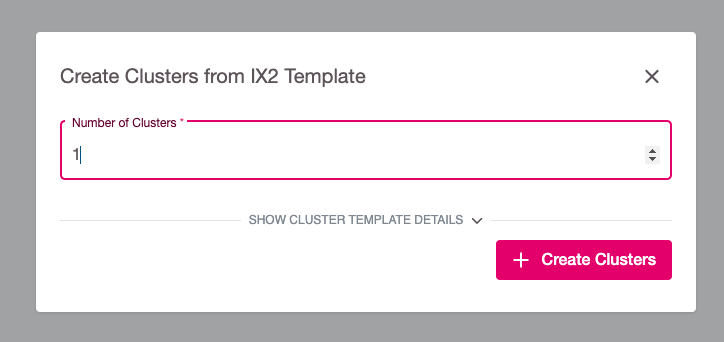 Create Clusters from IX2 Template
Number of Clusters *
1
SHOW CLUSTER TEMPLATE DETAILS
Create Clusters